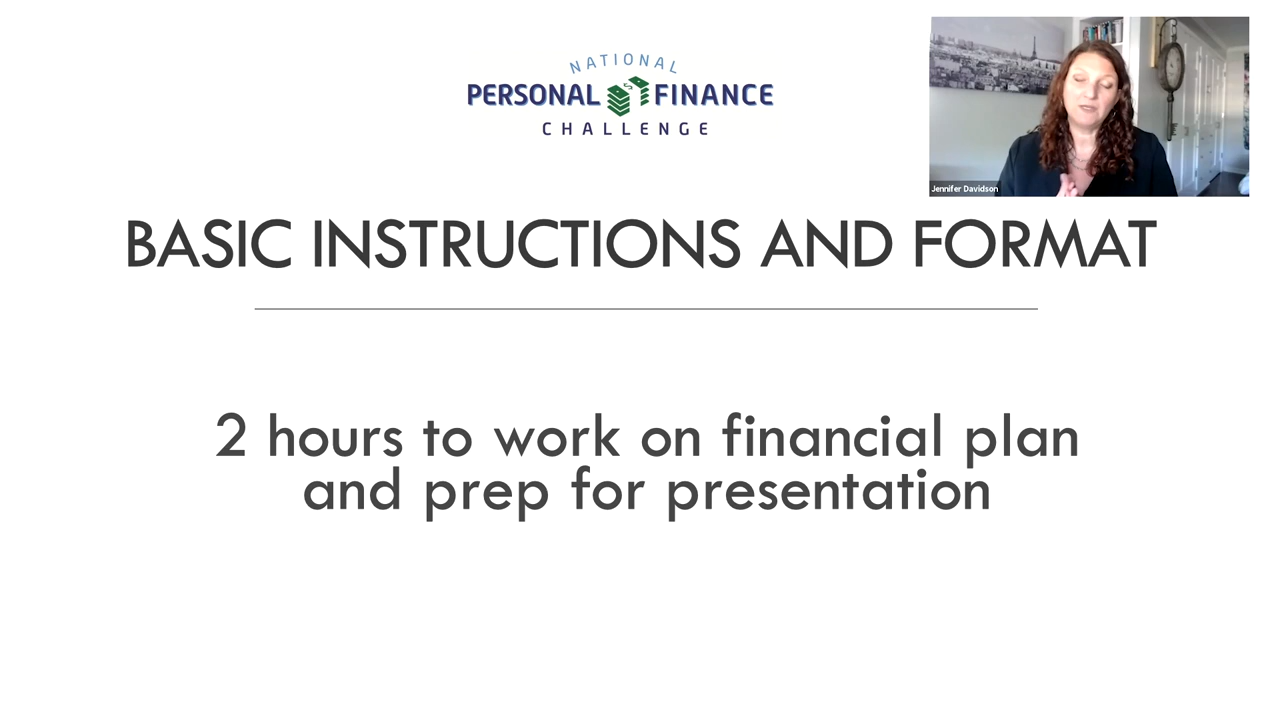 NATIONAL
PERSONAL FINANCE
CHALLENGE
Jennifer Davidson
BASIC INSTRUCTIONS AND FORMAT
2 hours to work on financial plan
and prep for presentation